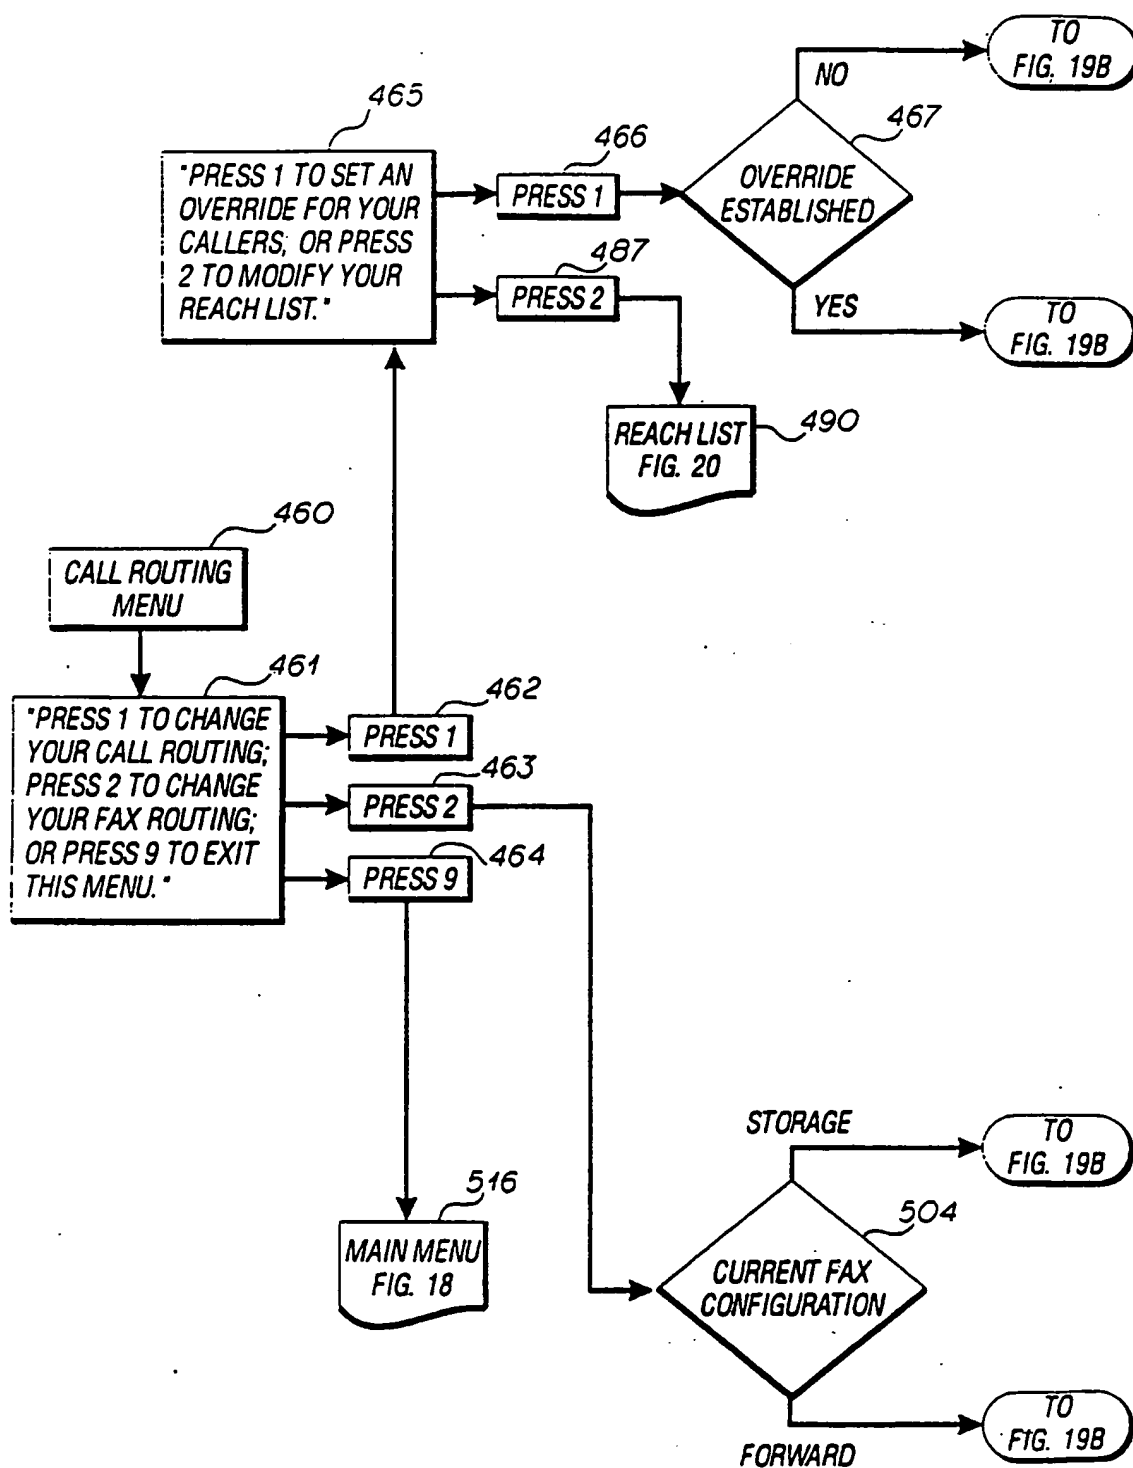 TO
FIG. 19B
NO
465
467
466
"PRESS 1 TO SET AN
OVERRIDE FOR YOUR
CALLERS; OR PRESS
2 TO MODIFY YOUR
REACH LIST."
PRESS 1
OVERRIDE
ESTABLISHED
487
PRESS 2
YES
TO
FIG. 19B
REACH LIST
FIG. 20
490
460
CALL ROUTING
MENU
461
"PRESS 1 TO CHANGE
YOUR CALL ROUTING;
PRESS 2 TO CHANGE
YOUR FAX ROUTING;
OR PRESS 9 TO EXIT
THIS MENU."
462
PRESS 1
463
PRESS 2
464
PRESS 9
STORAGE
TO
FIG. 19B
516
MAIN MENU
FIG. 18
504
CURRENT FAX
CONFIGURATION
TO
FIG. 19B
FORWARD